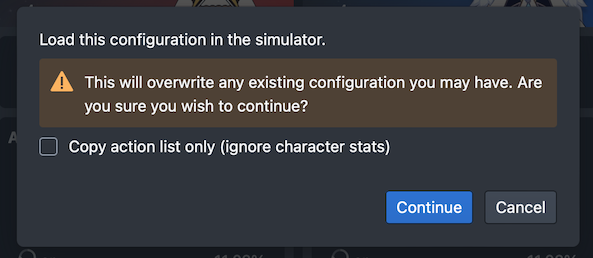 Load this configuration in the simulator.
This will overwrite any existing configuration you may have. Are
you sure you wish to continue?
Copy action list only (ignore character stats)
Continue
Cancel